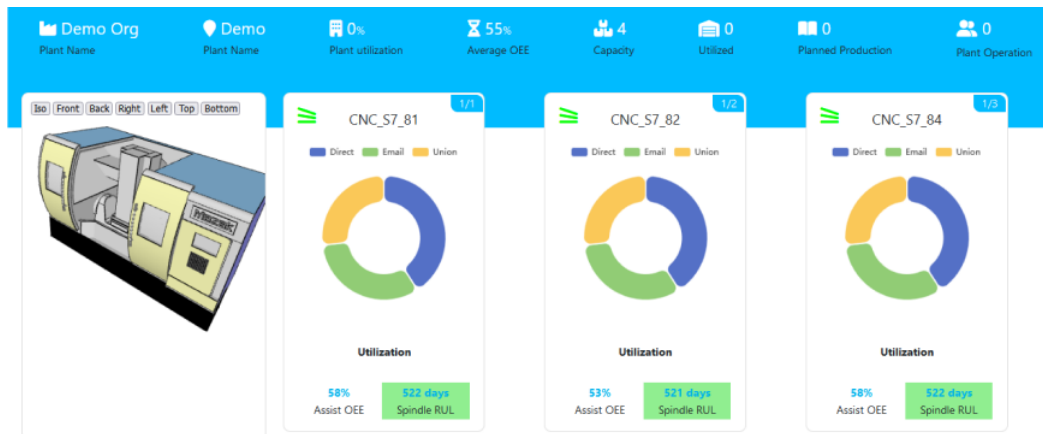 Demo Org
Plant Name
Demo
Plant Name
0%
Plant utilization
55%
Average OEE
4
Capacity
0
Utilized
0
Planned Production
0
Plant Operation
Iso Front Back Right Left Top Bottom
1/1
CNC_S7_81
Direct Email Union
Utilization
58%
Assist OEE
522 days
Spindle RUL
1/2
CNC_S7_82
Direct Email Union
Utilization
53%
Assist OEE
521 days
Spindle RUL
1/3
CNC_S7_84
Direct Email Union
Utilization
58%
Assist OEE
522 days
Spindle RUL